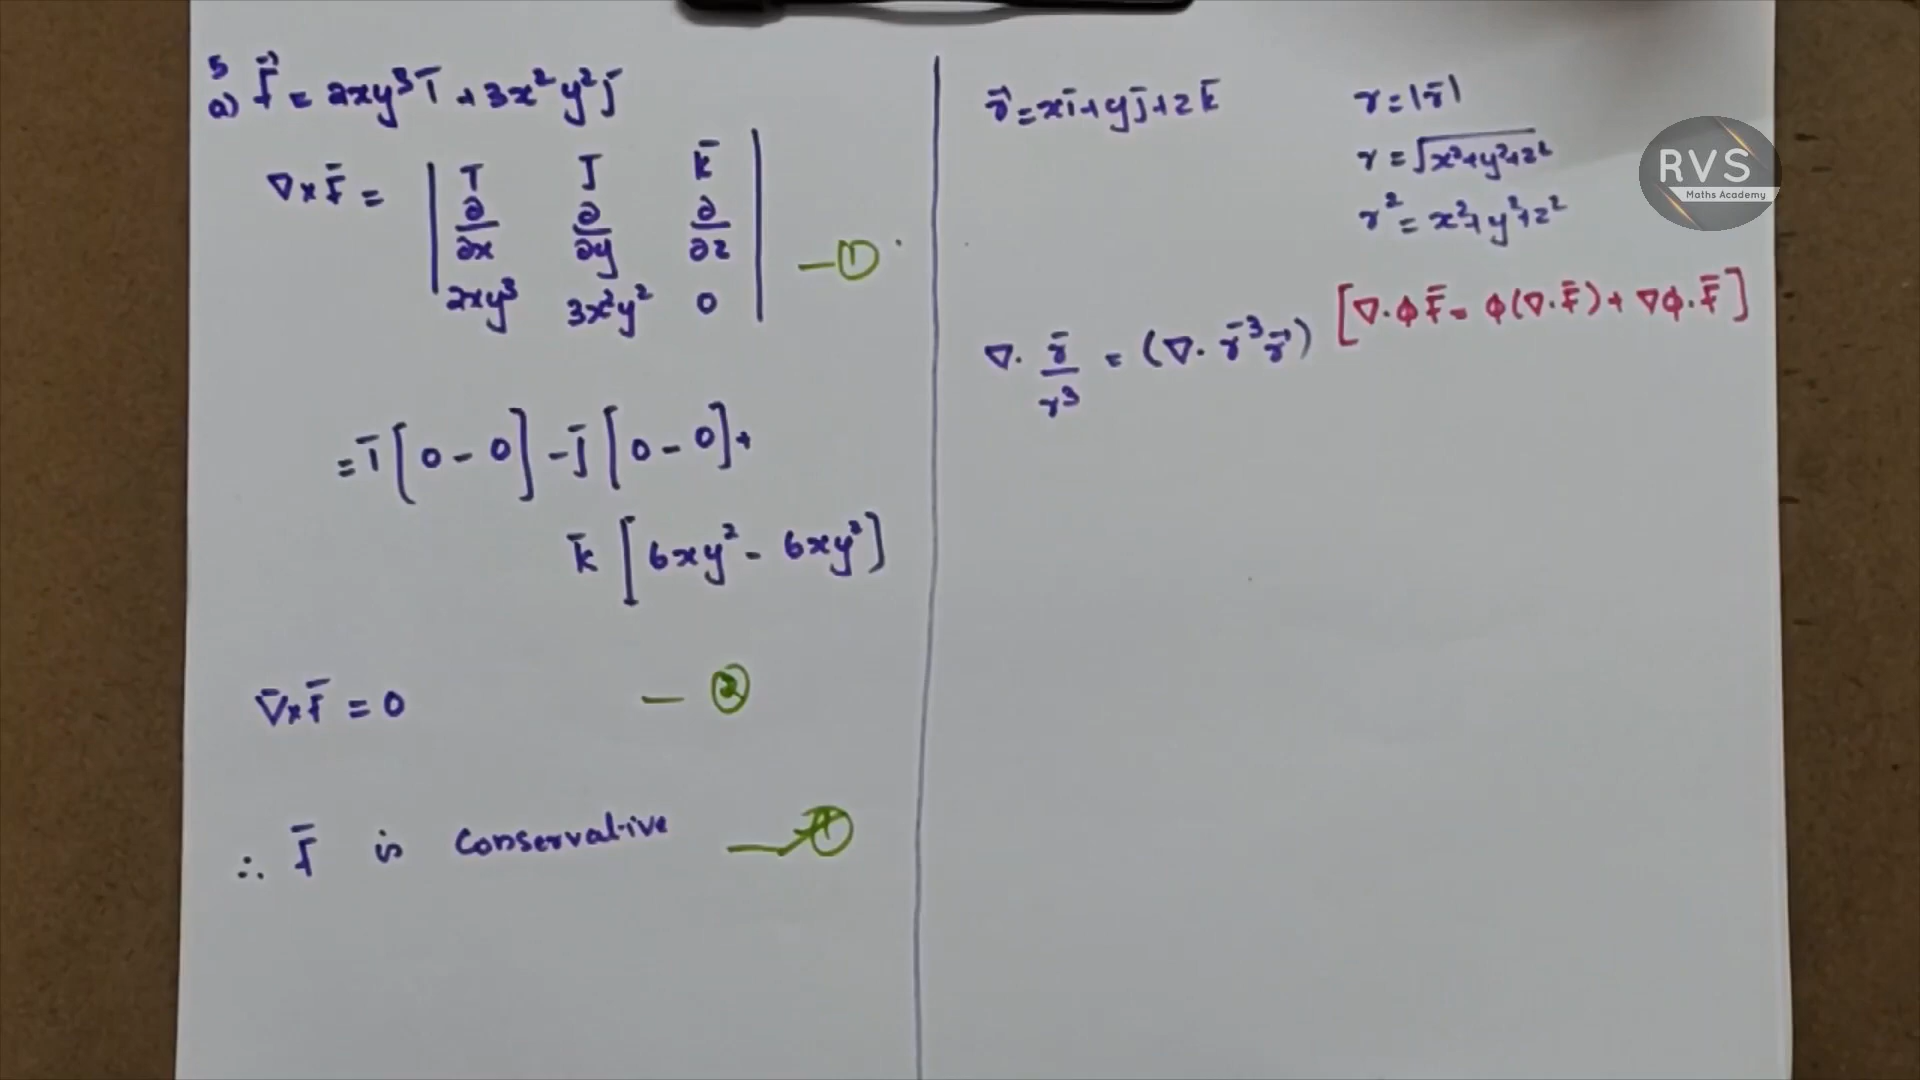 5
a) f⃗ = 2xy³ i̅ + 3x²y² j̅
∇×F̅ = | i̅ j̅ k̅ |
| ∂/∂x ∂/∂y ∂/∂z | — ①
| 2xy³ 3x²y² 0 |
= i̅ [0 - 0] - j̅ [0 - 0] +
k̅ [6xy² - 6xy²]
∇̅×F̅ = 0 — ②
∴ f̅ is conservative — ①
r⃗ = xi̅ + yj̅ + zk̅
r = |r̅|
r = √x²+y²+z²
r² = x²+y²+z²
[∇·φF̅ = φ(∇·F̅) + ∇φ·F̅]
∇· r̅/r³ = (∇· r̅³ r⃗)
RVS
Maths Academy